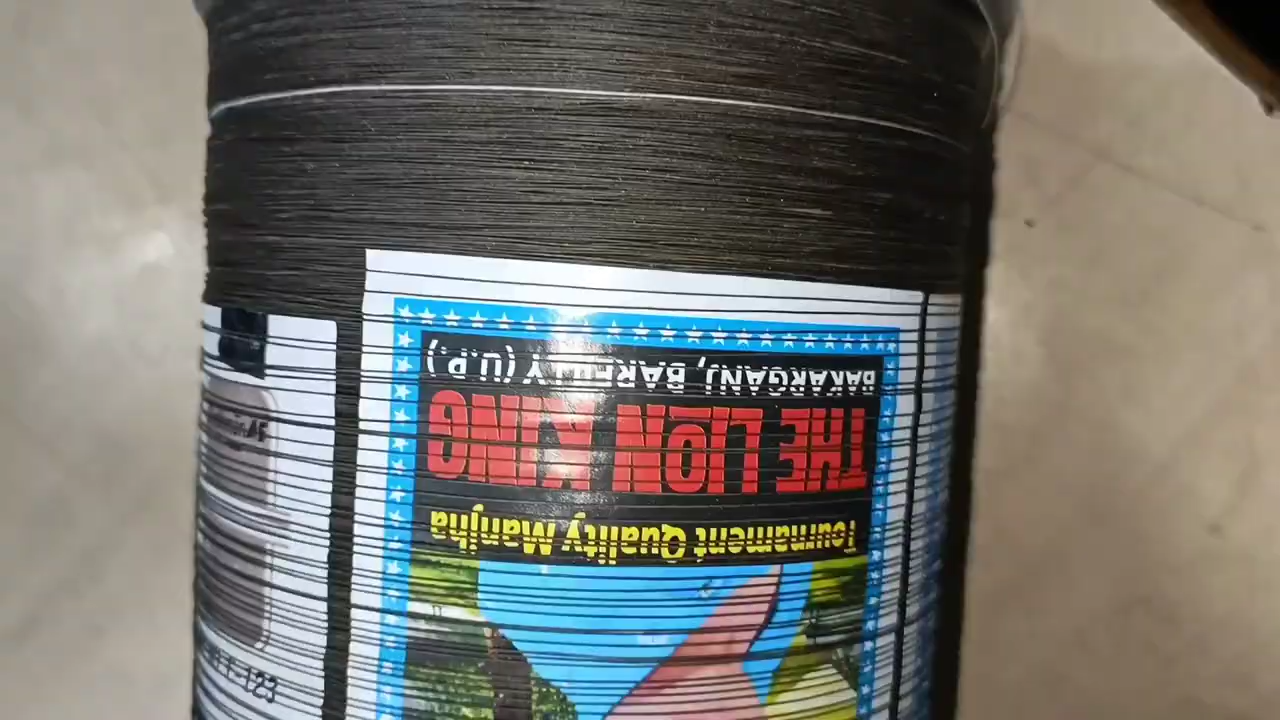 Tournament Quality Manjha
THE LION KING
BAKARGANJ, BAREILLY (U.P.)